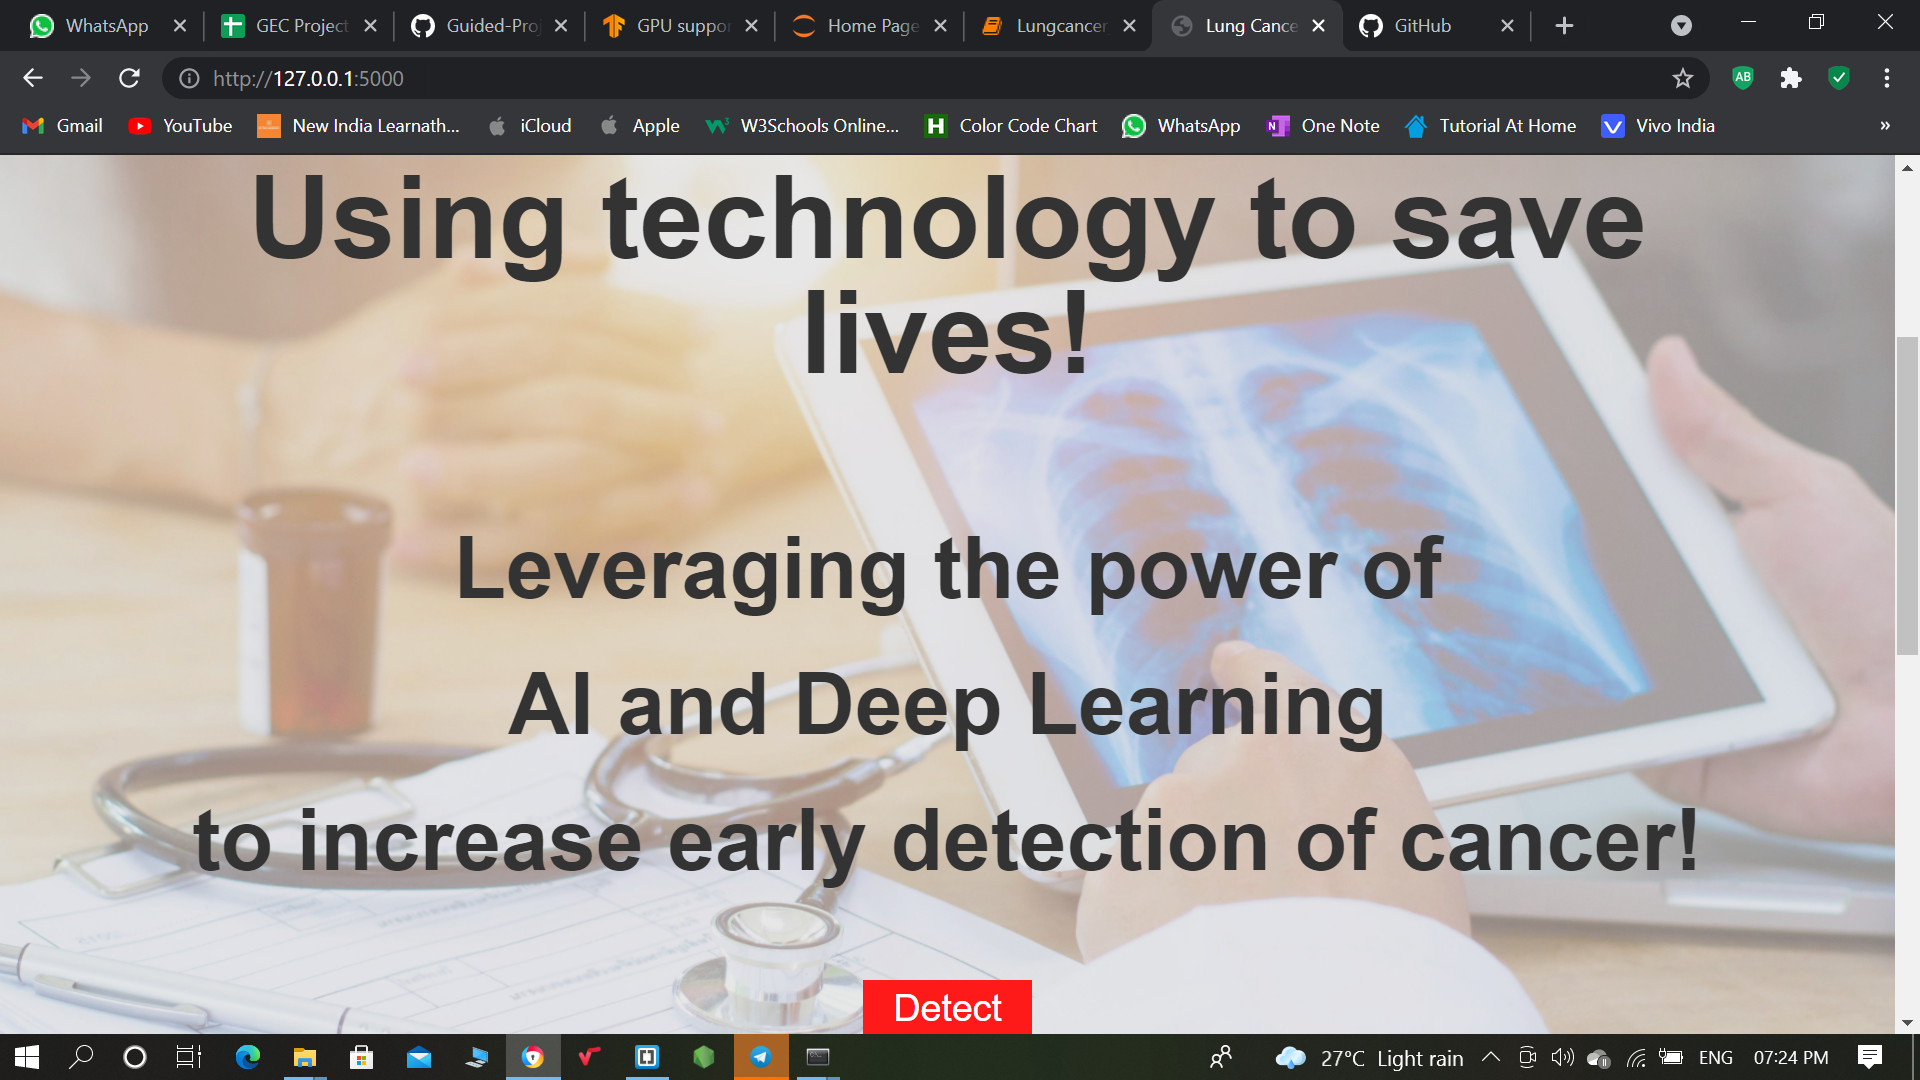 WhatsApp
GEC Project
Guided-Proj
GPU suppor
Home Page
Lungcancer
Lung Cance
GitHub
http://127.0.0.1:5000
AB
Gmail
YouTube
New India Learnath...
iCloud
Apple
W3Schools Online...
Color Code Chart
WhatsApp
One Note
Tutorial At Home
Vivo India
»
Using technology to save
lives!
Leveraging the power of
AI and Deep Learning
to increase early detection of cancer!
Detect
27°C Light rain
ENG
07:24 PM